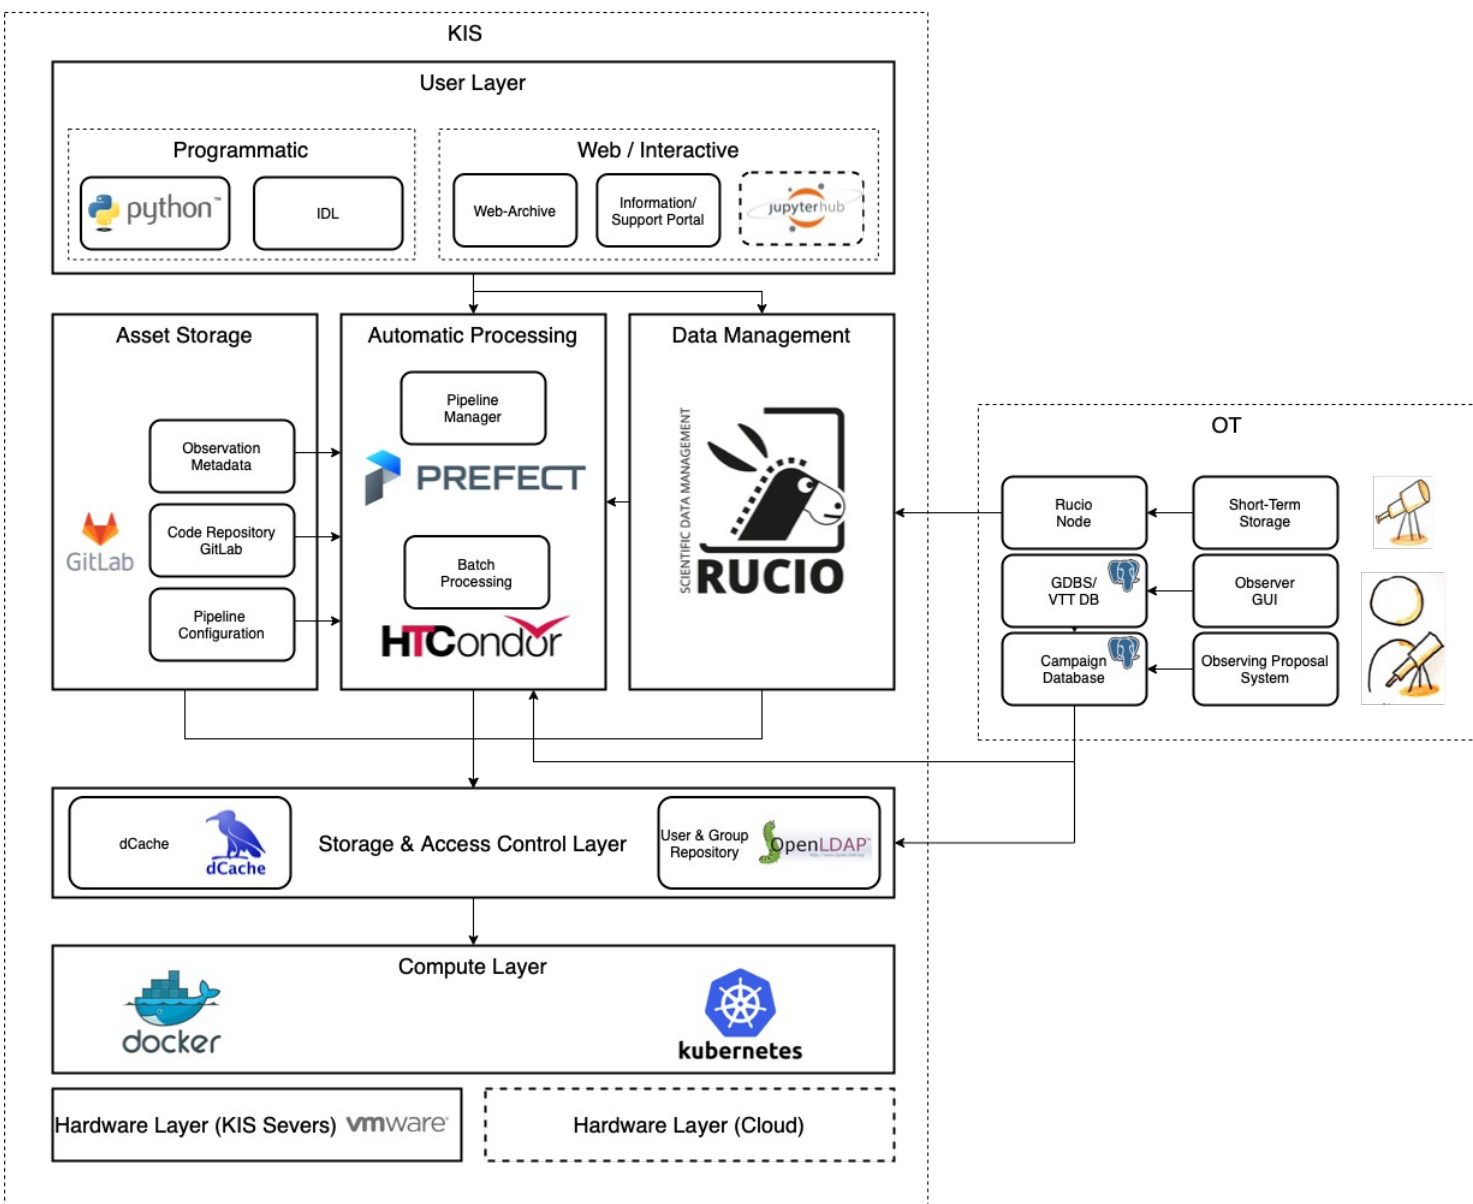 KIS
User Layer
Programmatic
python™
IDL
Web / Interactive
Web-Archive
Information/
Support Portal
jupyterhub
Asset Storage
Observation
Metadata
Code Repository
GitLab
Pipeline
Configuration
GitLab
Automatic Processing
Pipeline
Manager
PREFECT
Batch
Processing
HTCondor
Data Management
SCIENTIFIC DATA MANAGEMENT
RUCIO
OT
Rucio
Node
Short-Term
Storage
GDBS/
VTT DB
Observer
GUI
Campaign
Database
Observing Proposal
System
dCache
dCache
Storage & Access Control Layer
User & Group
Repository
OpenLDAP™
Compute Layer
docker
kubernetes
Hardware Layer (KIS Severs)
vmware
Hardware Layer (Cloud)